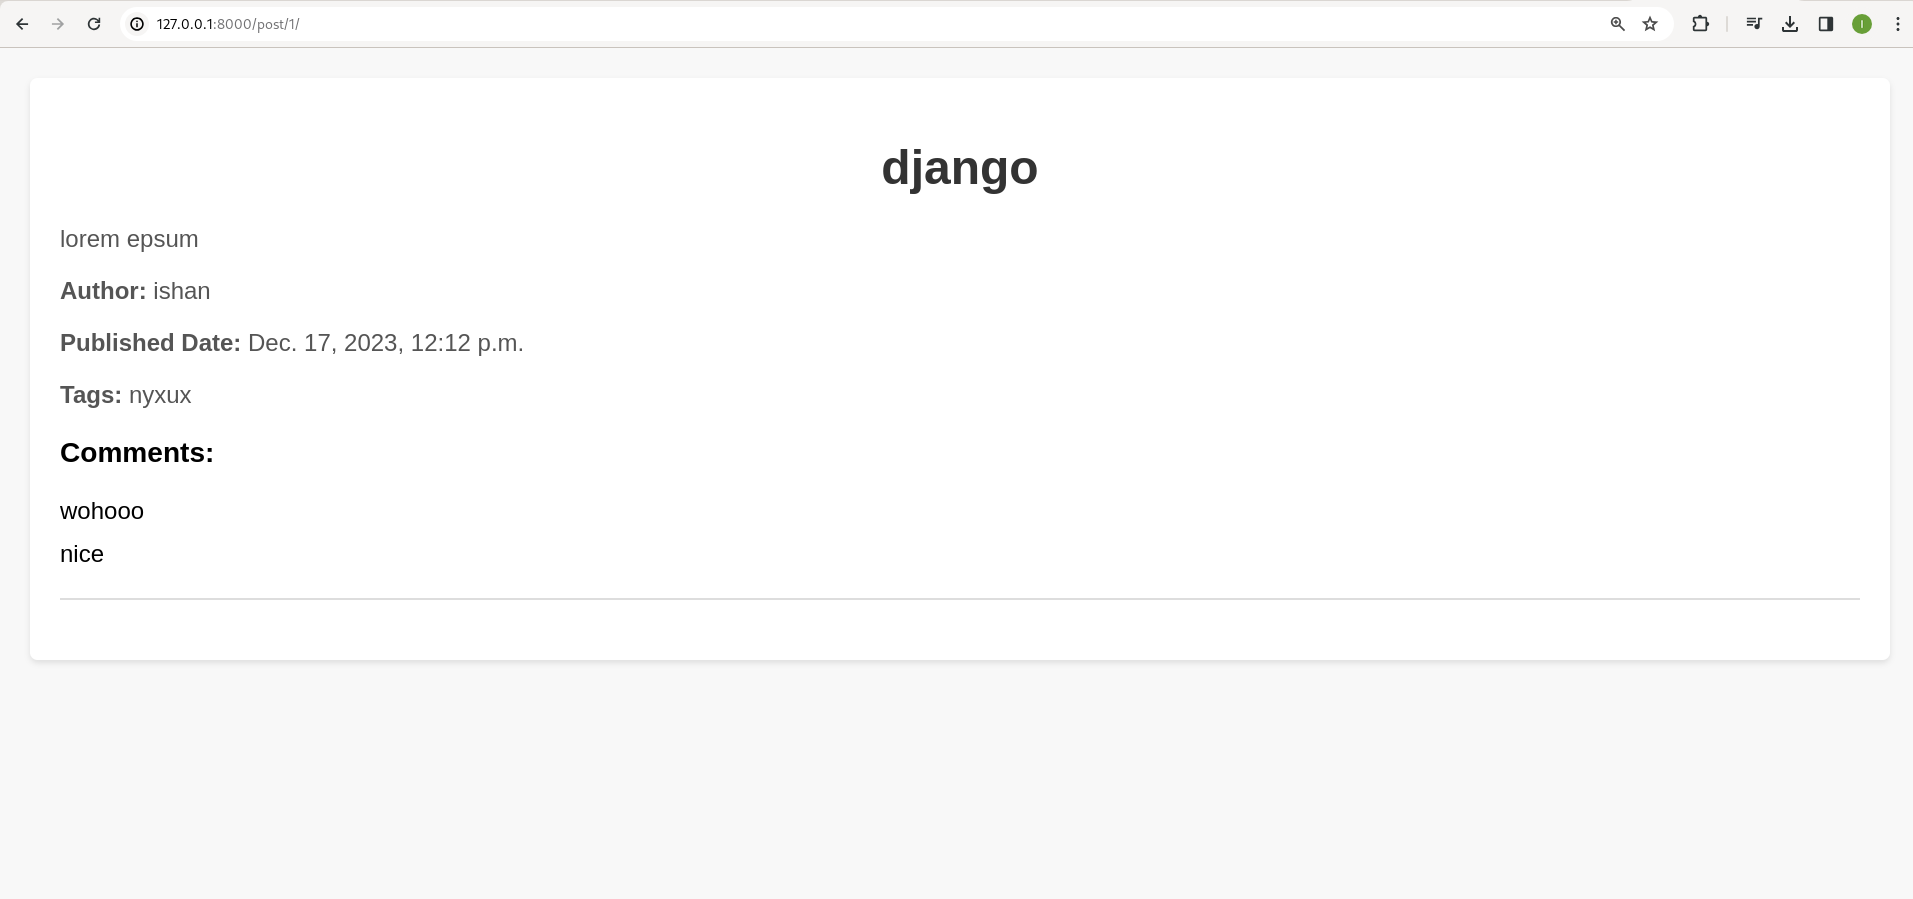 127.0.0.1:8000/post/1/
I
django
lorem epsum
Author: ishan
Published Date: Dec. 17, 2023, 12:12 p.m.
Tags: nyxux
Comments:
wohooo
nice